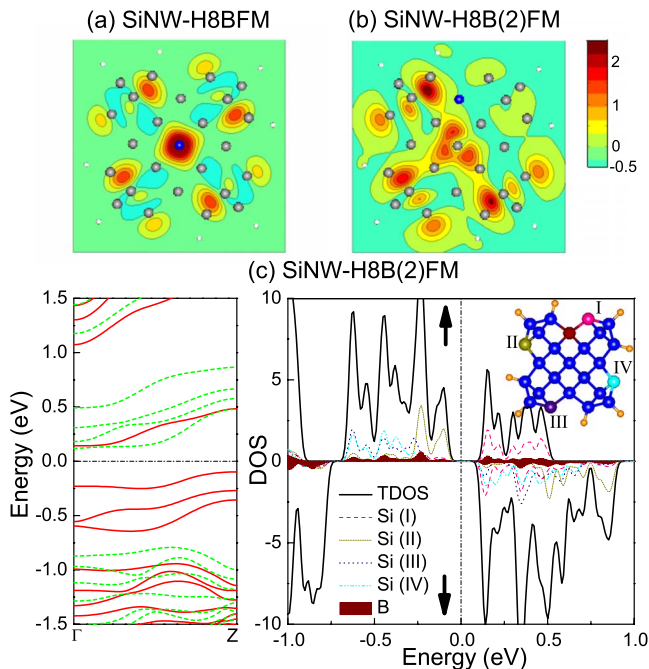 (a) SiNW-H8BFM
(b) SiNW-H8B(2)FM
2
1
0
-0.5
(c) SiNW-H8B(2)FM
1.5
1.0
0.5
0.0
-0.5
-1.0
-1.5
Energy (eV)
Γ
Z
10
5
0
-5
-10
DOS
I
II
IV
III
TDOS
Si (I)
Si (II)
Si (III)
Si (IV)
B
-1.0
-0.5
0.0
0.5
1.0
Energy (eV)